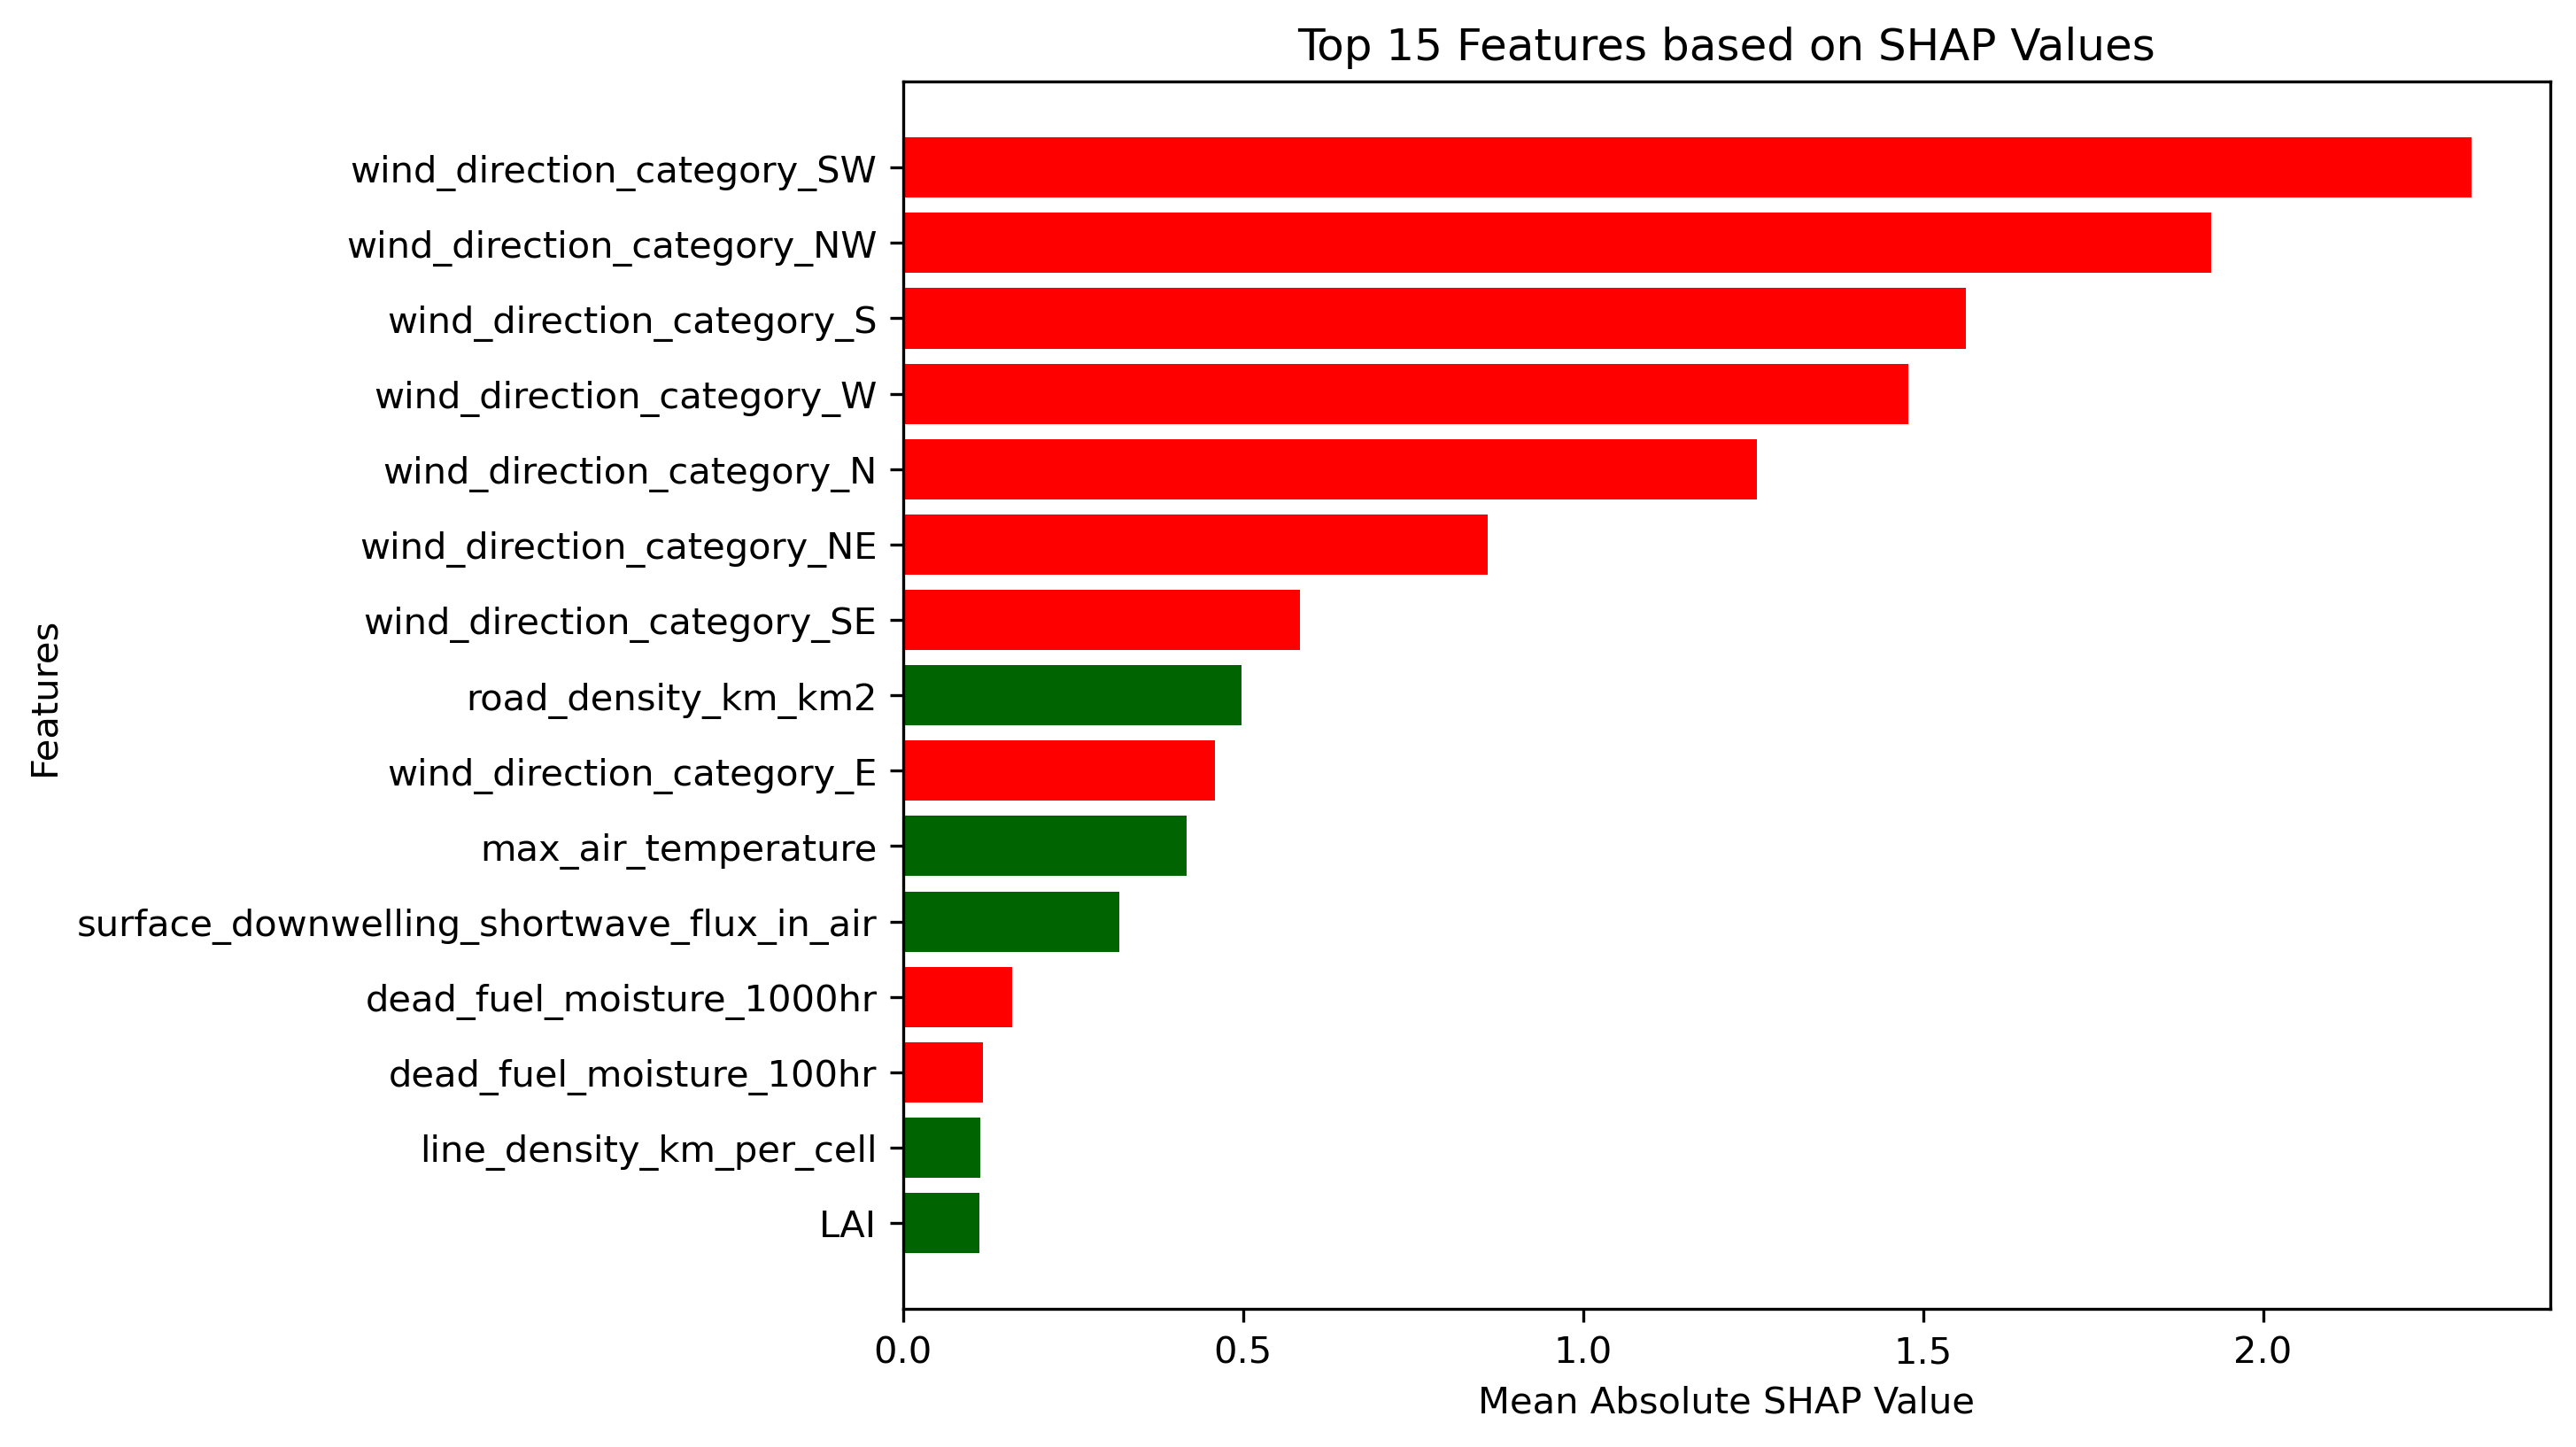 Top 15 Features based on SHAP Values
wind_direction_category_SW
wind_direction_category_NW
wind_direction_category_S
wind_direction_category_W
wind_direction_category_N
wind_direction_category_NE
wind_direction_category_SE
road_density_km_km2
wind_direction_category_E
max_air_temperature
surface_downwelling_shortwave_flux_in_air
dead_fuel_moisture_1000hr
dead_fuel_moisture_100hr
line_density_km_per_cell
LAI
Features
0.0 0.5 1.0 1.5 2.0
Mean Absolute SHAP Value